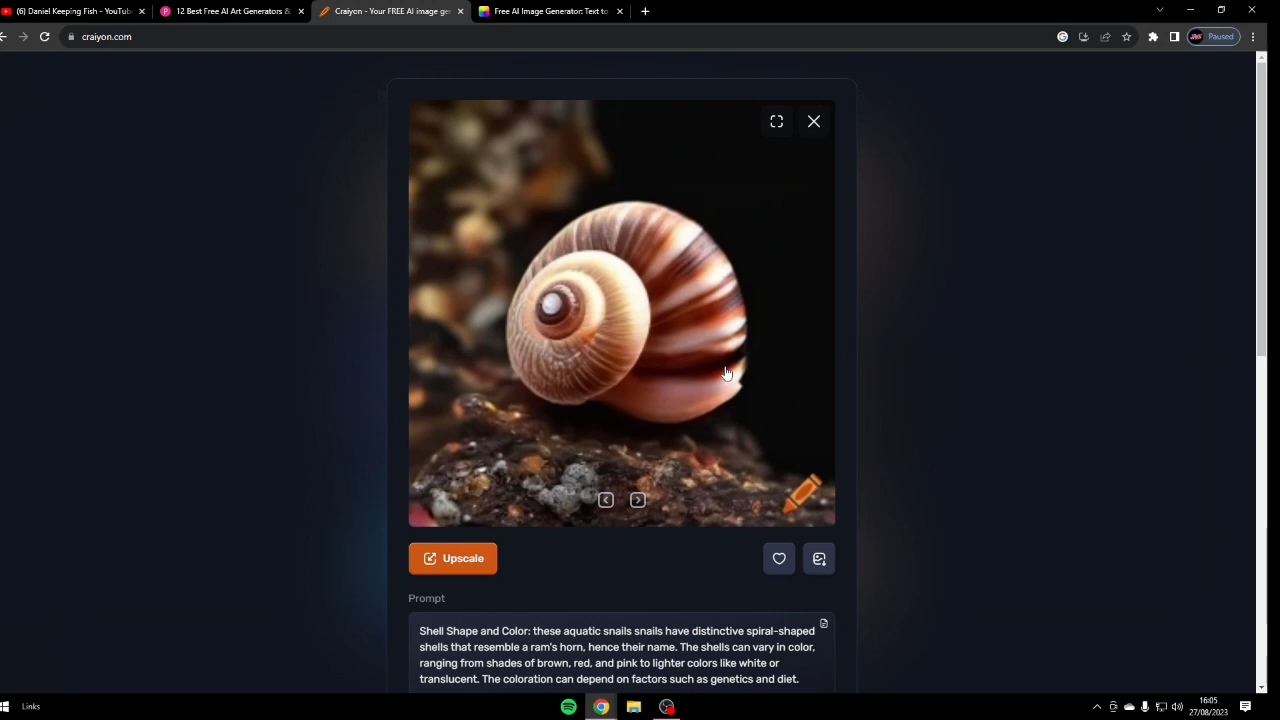 (6) Daniel Keeping Fish - YouTube
12 Best Free AI Art Generators &
Craiyon - Your FREE AI image ge
Free AI Image Generator: Text to
craiyon.com
Paused
Upscale
Prompt
Shell Shape and Color: these aquatic snails snails have distinctive spiral-shaped
shells that resemble a ram's horn, hence their name. The shells can vary in color,
ranging from shades of brown, red, and pink to lighter colors like white or
translucent. The coloration can depend on factors such as genetics and diet.
Links
16:05
27/08/2023